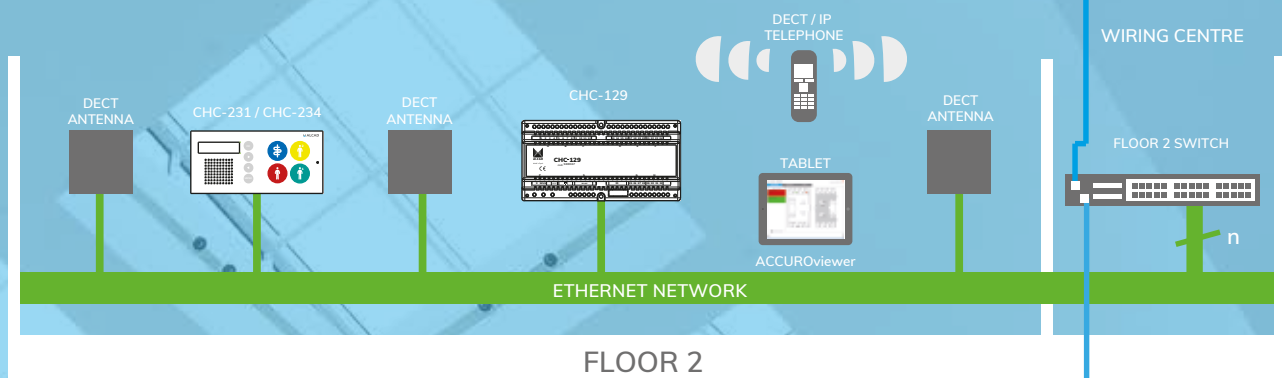 DECT / IP
TELEPHONE
WIRING CENTRE
DECT
ANTENNA
CHC-231 / CHC-234
DECT
ANTENNA
CHC-129
DECT
ANTENNA
FLOOR 2 SWITCH
CHC-129
TABLET
ACCUROviewer
n
ETHERNET NETWORK
FLOOR 2